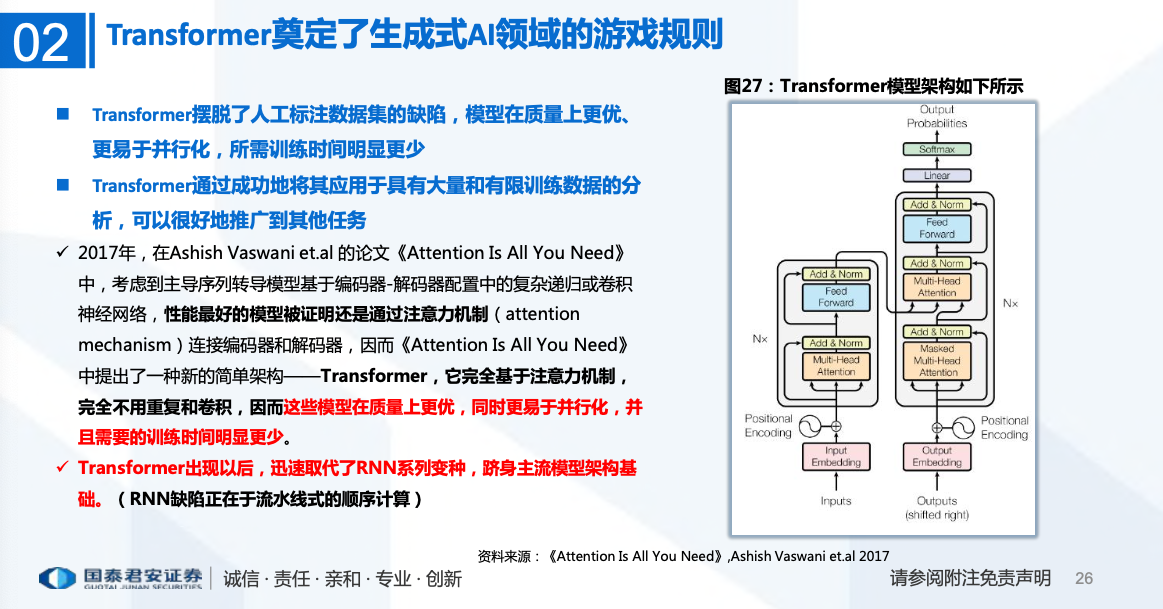 02
Transformer奠定了生成式AI领域的游戏规则
Transformer摆脱了人工标注数据集的缺陷，模型在质量上更优、
更易于并行化，所需训练时间明显更少
Transformer通过成功地将其应用于具有大量和有限训练数据的分
析，可以很好地推广到其他任务
✓ 2017年，在Ashish Vaswani et.al 的论文《Attention Is All You Need》
中，考虑到主导序列转导模型基于编码器-解码器配置中的复杂递归或卷积
神经网络，性能最好的模型被证明还是通过注意力机制（attention
mechanism）连接编码器和解码器，因而《Attention Is All You Need》
中提出了一种新的简单架构——Transformer，它完全基于注意力机制，
完全不用重复和卷积，因而这些模型在质量上更优，同时更易于并行化，并
且需要的训练时间明显更少。
✓ Transformer出现以后，迅速取代了RNN系列变种，跻身主流模型架构基
础。（RNN缺陷正在于流水线式的顺序计算）
图27：Transformer模型架构如下所示
Output
Probabilities
Softmax
Linear
Add & Norm
Feed
Forward
Add & Norm
Multi-Head
Attention
Add & Norm
Masked
Multi-Head
Attention
Nx
Add & Norm
Feed
Forward
Add & Norm
Multi-Head
Attention
Nx
Positional
Encoding
Positional
Encoding
Input
Embedding
Output
Embedding
Inputs
Outputs
(shifted right)
资料来源：《Attention Is All You Need》,Ashish Vaswani et.al 2017
国泰君安证券
GUOTAI JUNAN SECURITIES
诚信 · 责任 · 亲和 · 专业 · 创新
请参阅附注免责声明
26